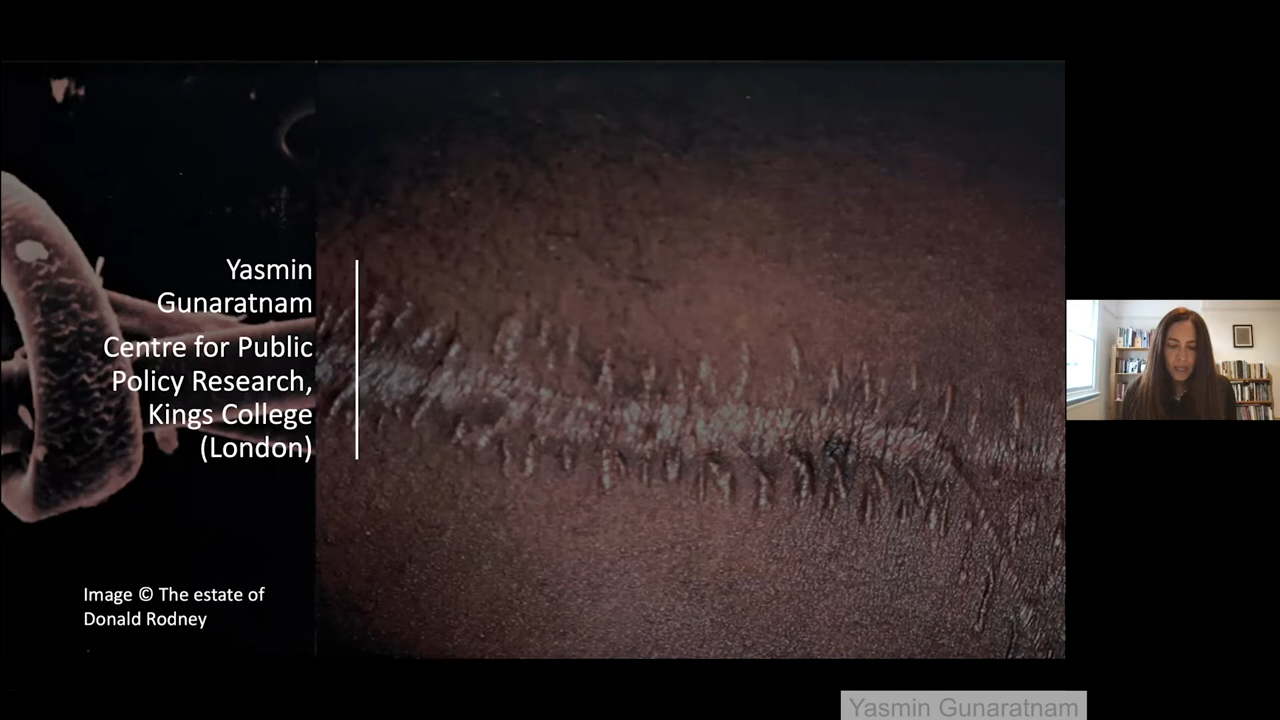 Yasmin
Gunaratnam
Centre for Public
Policy Research,
Kings College
(London)
Image © The estate of
Donald Rodney
Yasmin Gunaratnam